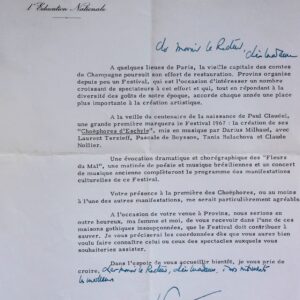 l'Education Nationale
Cher Monsieur le Recteur, cher
A quelques lieues de Paris, la vieille capitale des comtes
de Champagne poursuit son effort de restauration. Provins organise
depuis peu un Festival, qui est l'occasion d'intéresser un nombre
croissant de spectateurs à cet effort et qui, tout en répondant à la
diversité des goûts de notre époque, accorde chaque année une place
plus importante à la création artistique.
A la veille du centenaire de la naissance de Paul Claudel,
une grande première marquera le Festival 1967 : la création de ses
"Choéphores d'Eschyle", mis en musique par Darius Milhaud, avec
Laurent Terzieff, Pascale de Boysson, Tania Balachova et Claude
Nollier.
Une évocation dramatique et chorégraphique des "Fleurs
du Mal", une matinée de poésie et musique brésiliennes et un concert
de musique ancienne compléteront le programme des manifestations
culturelles de ce Festival.
Votre présence à la première des Choéphores, ou au moins
à l'une des autres manifestations, me serait particulièrement agréable.
A l'occasion de votre venue à Provins, nous serions en
outre heureux, ma femme et moi, de vous recevoir dans l'une de ces
maisons gothiques insoupçonnées, que le Festival doit contribuer à
sauver. Je vous préciserai les coordonnées dès que vous aurez bien
voulu faire connaître celui ou ceux des spectacles auxquels vous
souhaiteriez assister.
Dans l'espoir de vous accueillir bientôt, je vous prie de
croire, cher Monsieur le Recteur, cher
les meilleurs